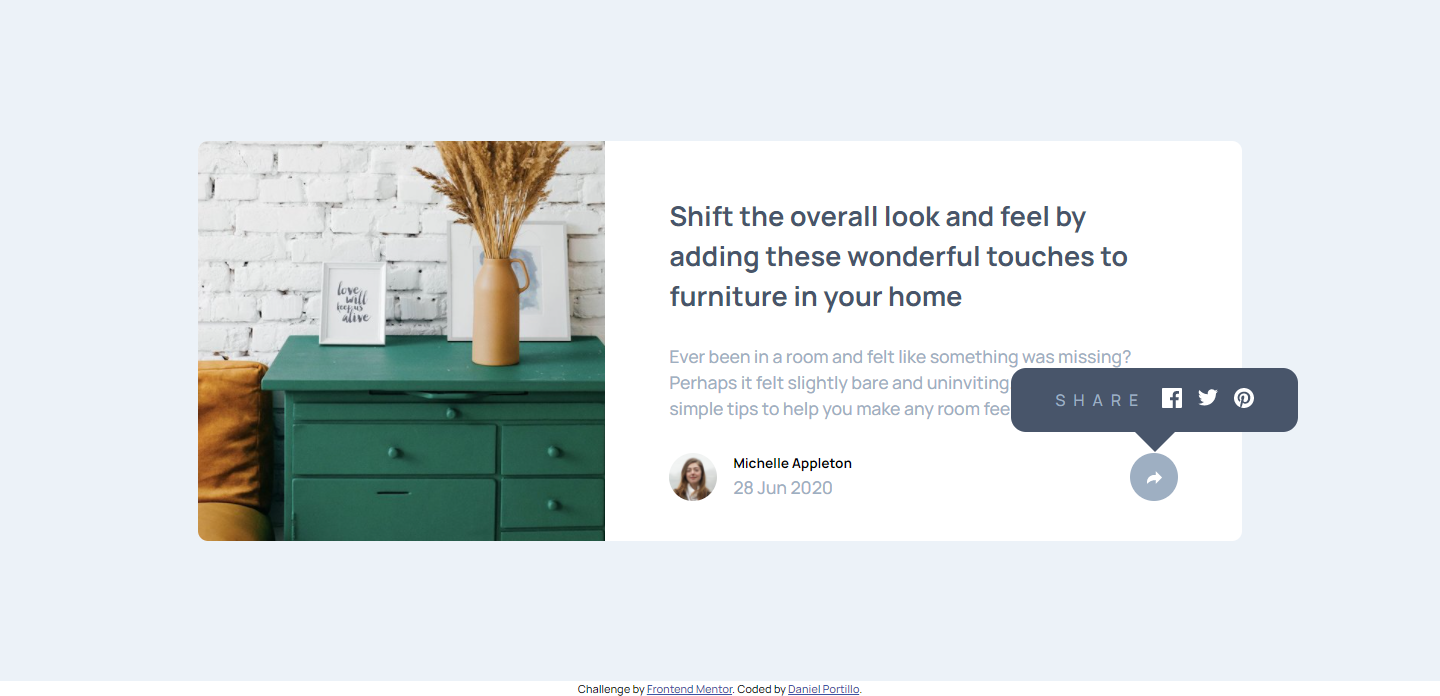 love
will
keep us
alive
Shift the overall look and feel by
adding these wonderful touches to
furniture in your home
Ever been in a room and felt like something was missing?
Perhaps it felt slightly bare and uninviting
simple tips to help you make any room fee
SHARE
Michelle Appleton
28 Jun 2020
Challenge by Frontend Mentor. Coded by Daniel Portillo.